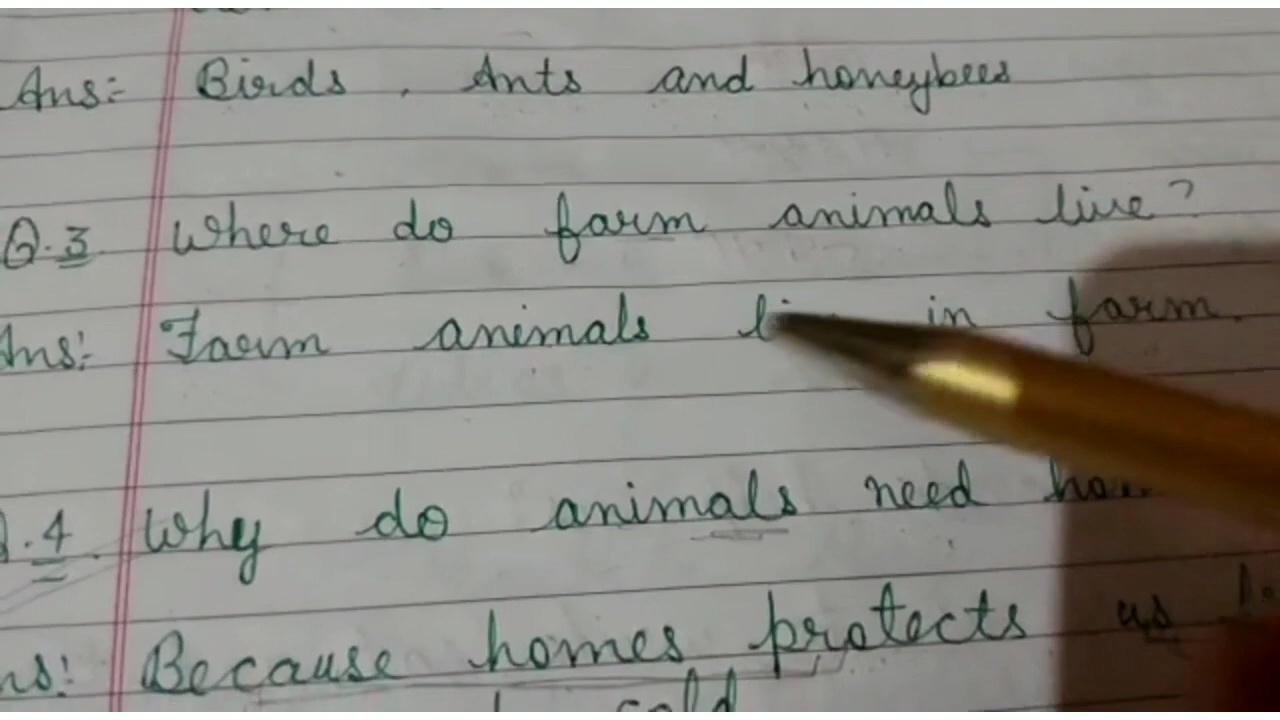 Ans:- Birds, Ants and honeybees
Q.3 Where do farm animals live?
Ans:- Farm animals in farm.
Q.4 Why do animals need
Ans:- Because homes protects us
cold